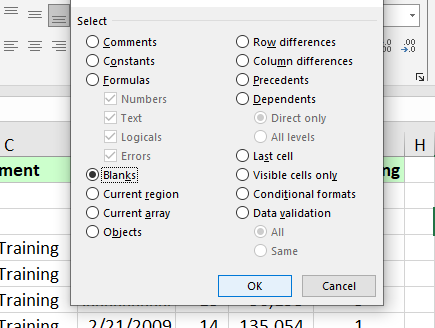 Select
Comments
Constants
Formulas
Numbers
Text
Logicals
Errors
Blanks
Current region
Current array
Objects
Row differences
Column differences
Precedents
Dependents
Direct only
All levels
Last cell
Visible cells only
Conditional formats
Data validation
All
Same
OK
Cancel
C
H
Training
Training
Training
Training 2/21/2009 14 135,054 1